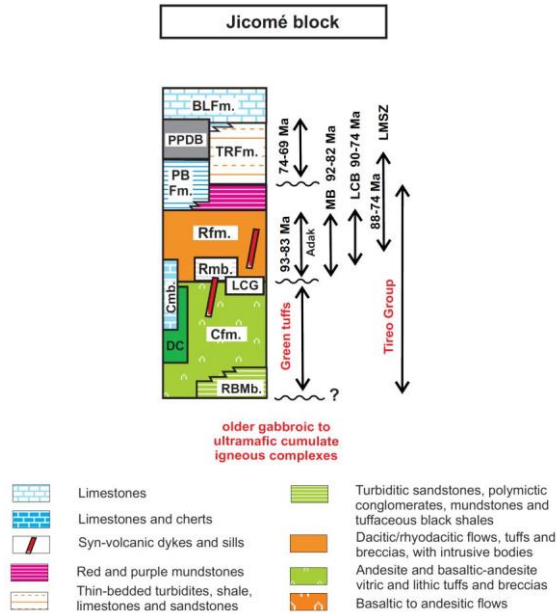 Jicomé block
BLFm.
PPDB
TRFm.
PB
Fm.
Rfm.
Rmb.
LCG
Cmb.
DC
Cfm.
RBMb.
74-69 Ma
93-83 Ma
Adak
MB 92-82 Ma
LCB 90-74 Ma
LMSZ
88-74 Ma
Green tuffs
Tireo Group
?
older gabbroic to
ultramafic cumulate
igneous complexes
Limestones
Limestones and cherts
Syn-volcanic dykes and sills
Red and purple mundstones
Thin-bedded turbidites, shale,
limestones and sandstones
Turbiditic sandstones, polymictic
conglomerates, mundstones and
tuffaceous black shales
Dacitic/rhyodacitic flows, tuffs and
breccias, with intrusive bodies
Andesite and basaltic-andesite
vitric and lithic tuffs and breccias
Basaltic to andesitic flows